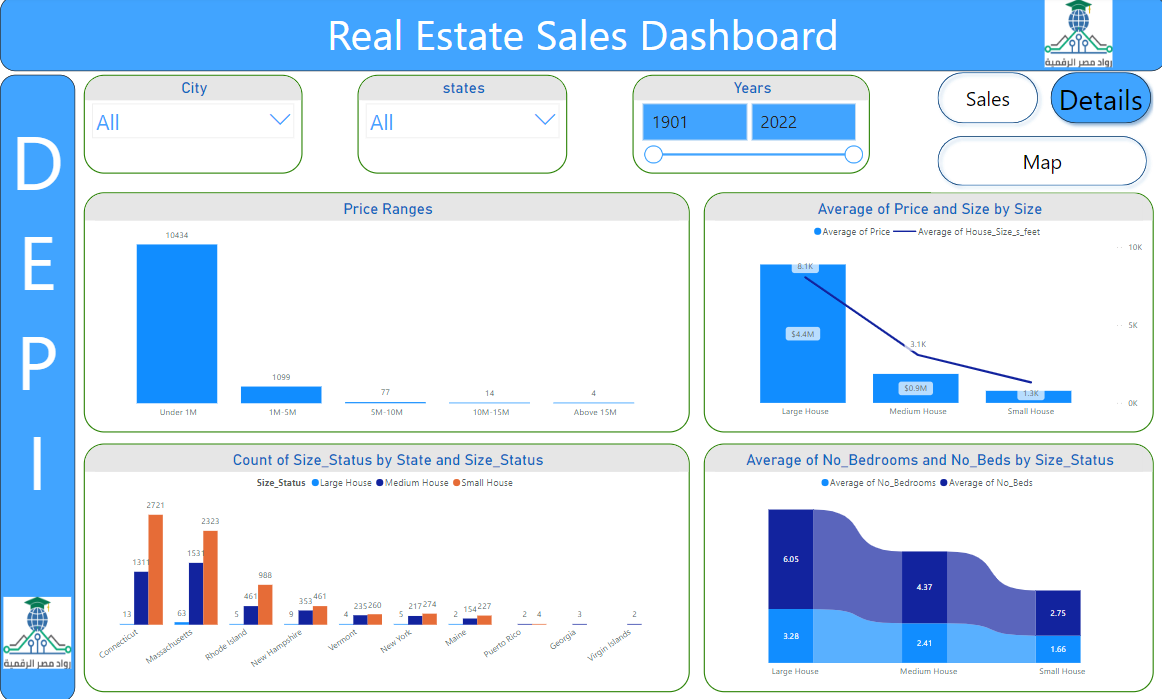 Real Estate Sales Dashboard
رواد مصر الرقمية
D
E
P
I
رواد مصر الرقمية
City
All
states
All
Years
1901
2022
Sales
Details
Map
Price Ranges
10434
1099
77
14
4
Under 1M
1M-5M
5M-10M
10M-15M
Above 15M
Average of Price and Size by Size
Average of Price
Average of House_Size_s_feet
10K
5K
0K
8.1K
$4.4M
3.1K
$0.9M
1.3K
Large House
Medium House
Small House
Count of Size_Status by State and Size_Status
Size_Status
Large House
Medium House
Small House
13
1311
2721
63
1531
2323
5
461
988
9
353
461
4
235
260
5
217
274
2
154
227
2
4
3
2
Connecticut
Massachusetts
Rhode Island
New Hampshire
Vermont
New York
Maine
Puerto Rico
Georgia
Virgin Islands
Average of No_Bedrooms and No_Beds by Size_Status
Average of No_Bedrooms
Average of No_Beds
6.05
3.28
4.37
2.41
2.75
1.66
Large House
Medium House
Small House